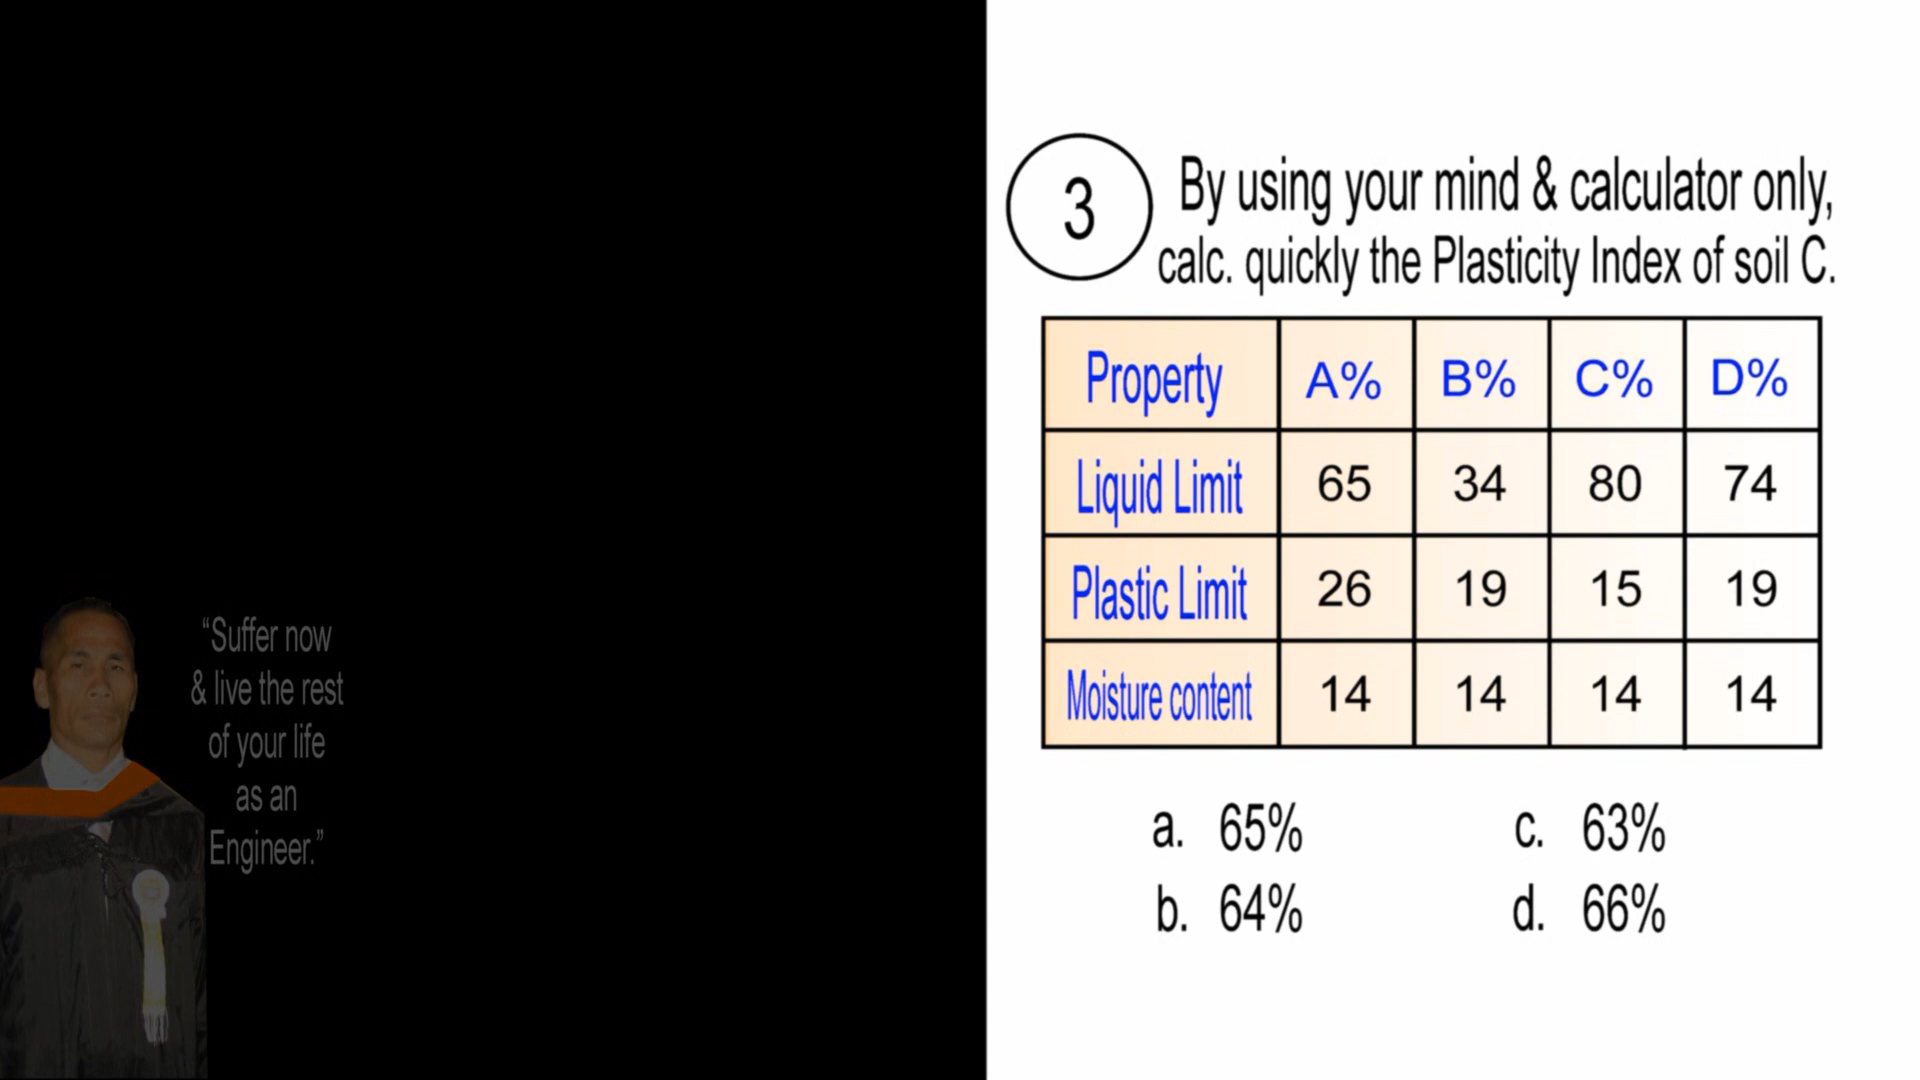 “Suffer now
& live the rest
of your life
as an
Engineer.”
3
By using your mind & calculator only,
calc. quickly the Plasticity Index of soil C.
Property A% B% C% D%
Liquid Limit 65 34 80 74
Plastic Limit 26 19 15 19
Moisture content 14 14 14 14
a. 65% c. 63%
b. 64% d. 66%